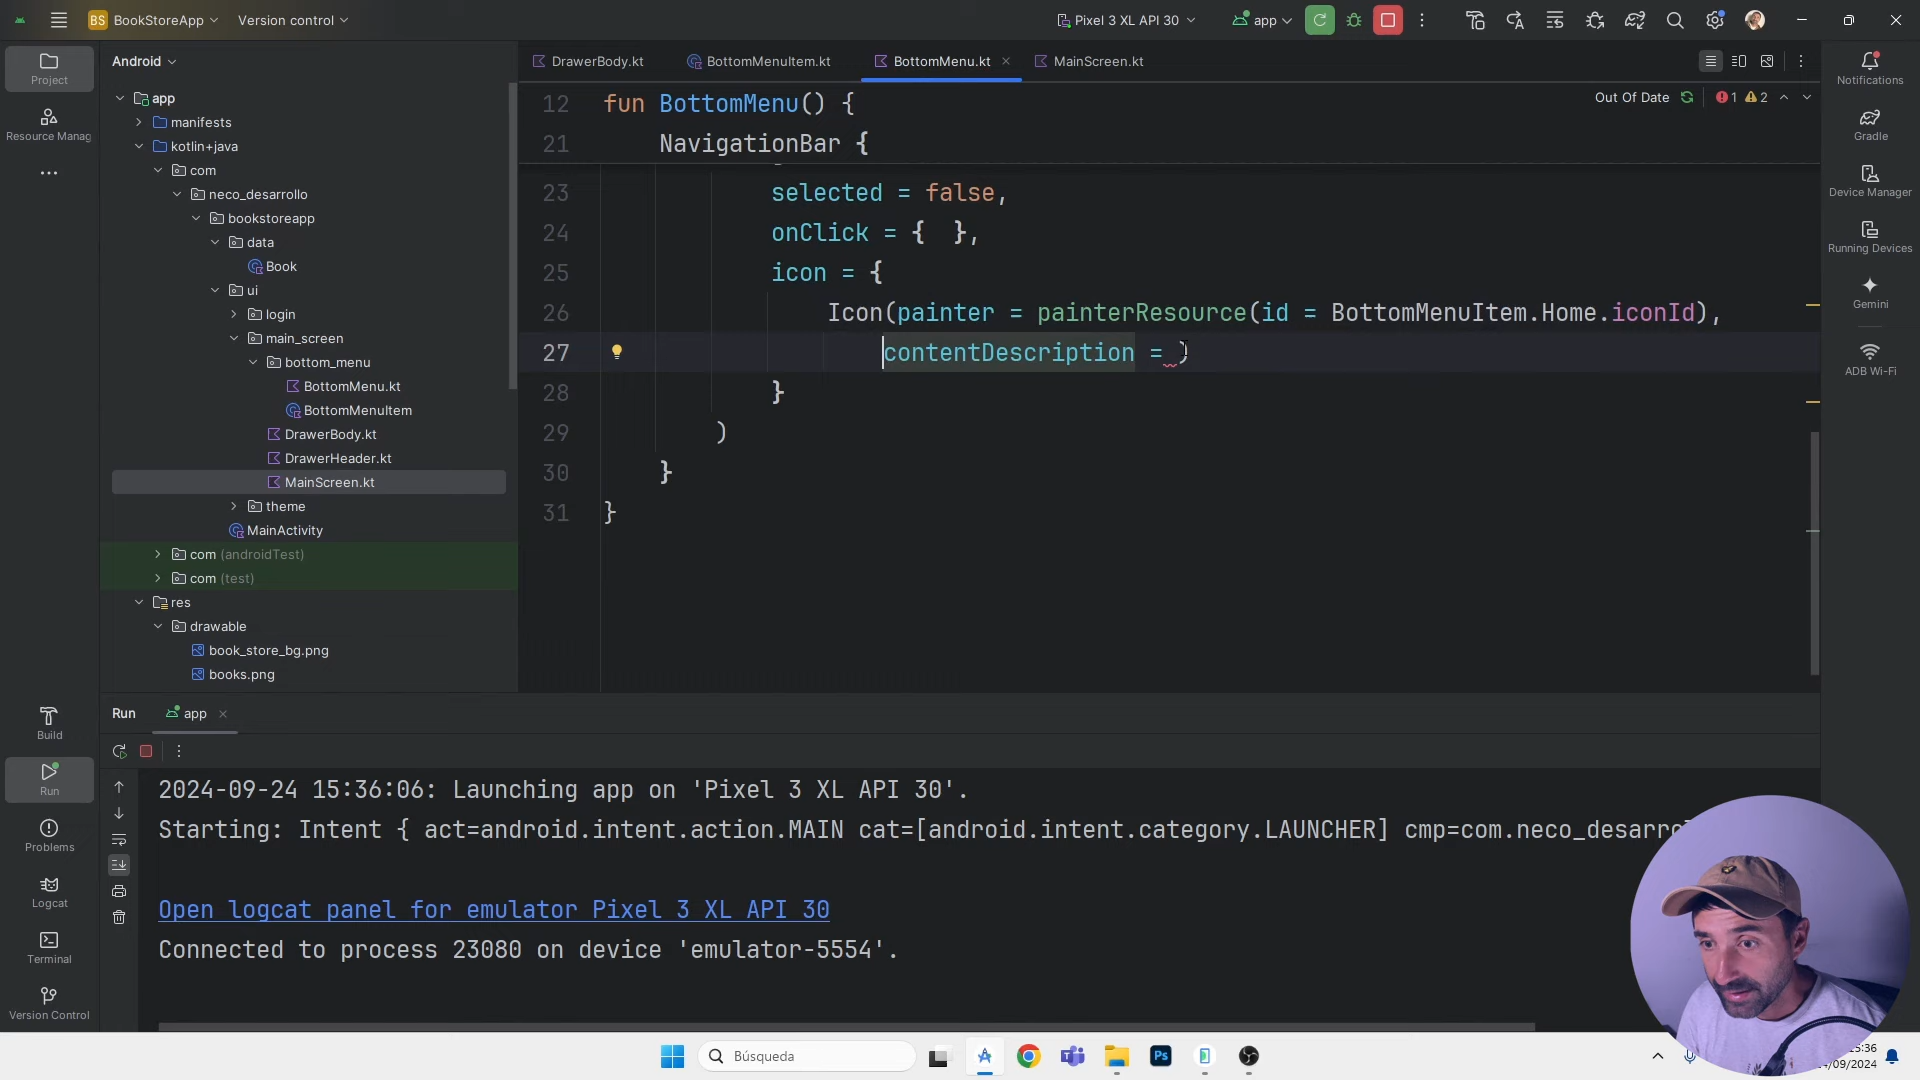 BS BookStoreApp Version control Pixel 3 XL API 30 app
Project
Resource Manag
Android
app
manifests
kotlin+java
com
neco_desarrollo
bookstoreapp
data
Book
ui
login
main_screen
bottom_menu
BottomMenu.kt
BottomMenuItem
DrawerBody.kt
DrawerHeader.kt
MainScreen.kt
theme
MainActivity
com (androidTest)
com (test)
res
drawable
book_store_bg.png
books.png
DrawerBody.kt BottomMenuItem.kt BottomMenu.kt MainScreen.kt
Out Of Date 1 2
12 fun BottomMenu() {
21 NavigationBar {
23 selected = false,
24 onClick = { },
25 icon = {
26 Icon(painter = painterResource(id = BottomMenuItem.Home.iconId),
27 contentDescription = )
28 }
29 )
30 }
31 }
Notifications
Gradle
Device Manager
Running Devices
Gemini
ADB Wi-Fi
Build
Run
Problems
Logcat
Terminal
Version Control
Run app
2024-09-24 15:36:06: Launching app on 'Pixel 3 XL API 30'.
Starting: Intent { act=android.intent.action.MAIN cat=[android.intent.category.LAUNCHER] cmp=com.neco_desarro
Open logcat panel for emulator Pixel 3 XL API 30
Connected to process 23080 on device 'emulator-5554'.
Búsqueda
Ps
5:36
4/09/2024